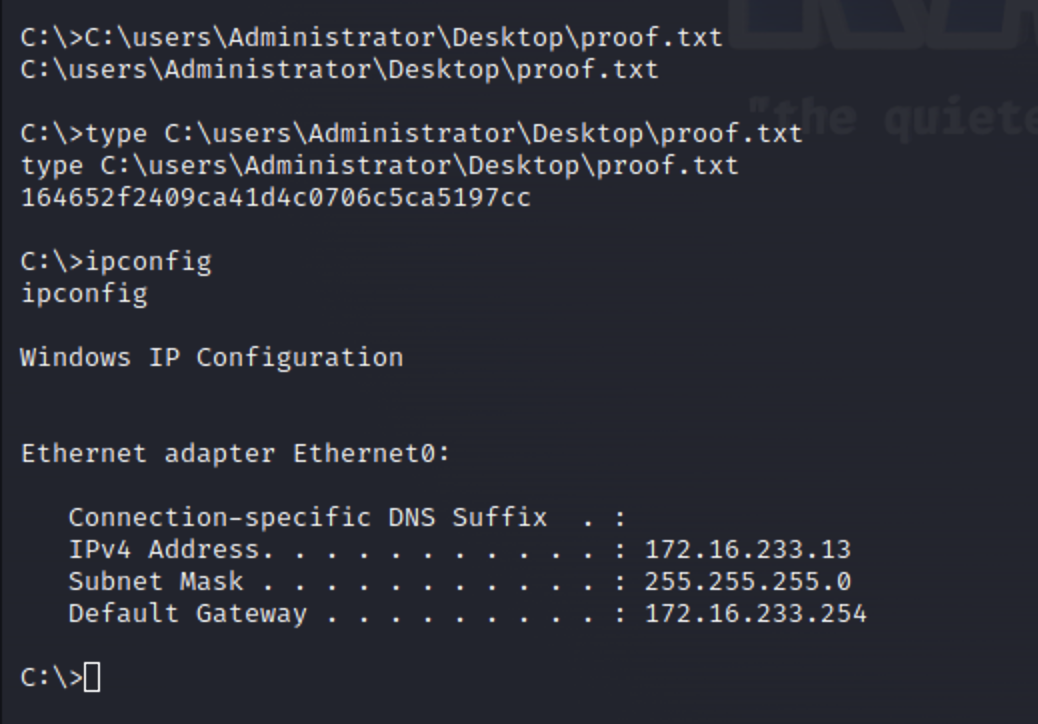 C:\>C:\users\Administrator\Desktop\proof.txt
C:\users\Administrator\Desktop\proof.txt
"the quiete
C:\>type C:\users\Administrator\Desktop\proof.txt
type C:\users\Administrator\Desktop\proof.txt
164652f2409ca41d4c0706c5ca5197cc
C:\>ipconfig
ipconfig
Windows IP Configuration
Ethernet adapter Ethernet0:
Connection-specific DNS Suffix  . :
IPv4 Address. . . . . . . . . . . : 172.16.233.13
Subnet Mask . . . . . . . . . . . : 255.255.255.0
Default Gateway . . . . . . . . . : 172.16.233.254
C:\>